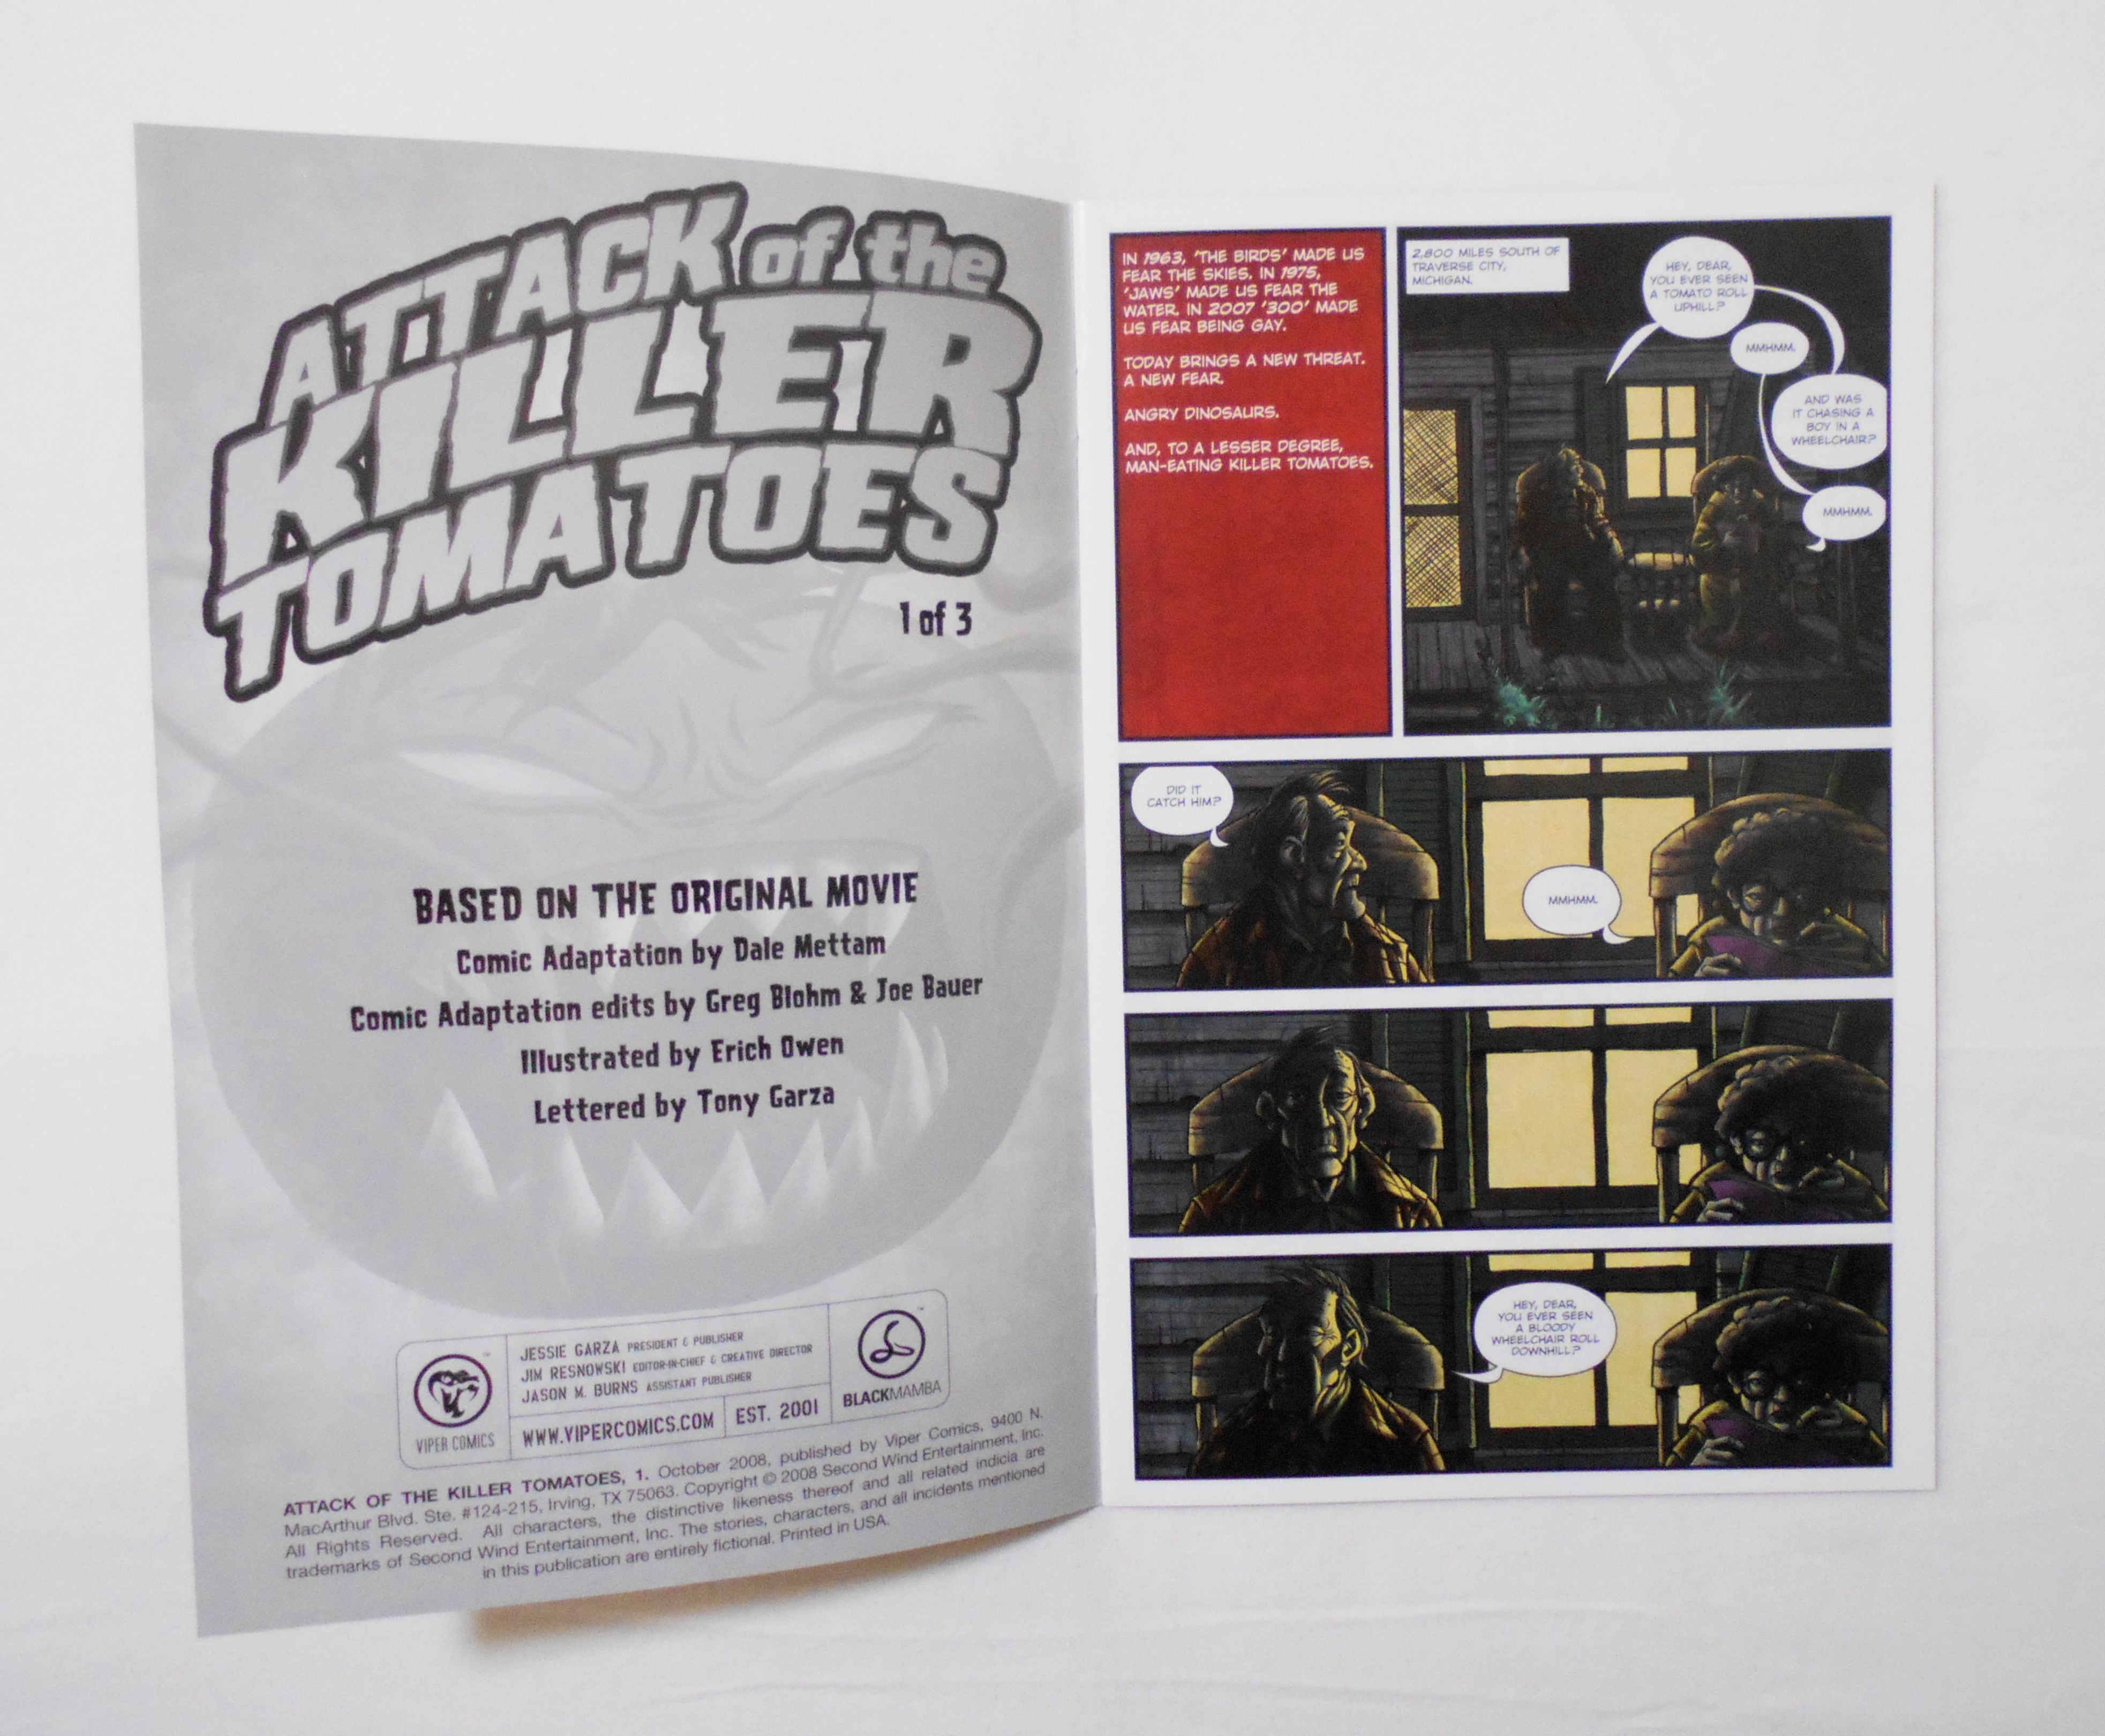 ATTACK of the
KILLER
TOMATOES
1 of 3
BASED ON THE ORIGINAL MOVIE
Comic Adaptation by Dale Mettam
Comic Adaptation edits by Greg Blohm & Joe Bauer
Illustrated by Erich Owen
Lettered by Tony Garza
VIPER COMICS
JESSIE GARZA PRESIDENT & PUBLISHER
JIM RESNOWSKI EDITOR-IN-CHIEF & CREATIVE DIRECTOR
JASON M. BURNS ASSISTANT PUBLISHER
WWW.VIPERCOMICS.COM
EST. 2001
BLACKMAMBA
ATTACK OF THE KILLER TOMATOES, 1. October 2008, published by Viper Comics, 9400 N.
MacArthur Blvd. Ste. #124-215, Irving, TX 75063. Copyright © 2008 Second Wind Entertainment, Inc.
All Rights Reserved. All characters, the distinctive likeness thereof and all related indicia are
trademarks of Second Wind Entertainment, Inc. The stories, characters, and all incidents mentioned
in this publication are entirely fictional. Printed in USA.
IN 1963, 'THE BIRDS' MADE US
FEAR THE SKIES. IN 1975,
'JAWS' MADE US FEAR THE
WATER. IN 2007 '300' MADE
US FEAR BEING GAY.
TODAY BRINGS A NEW THREAT.
A NEW FEAR.
ANGRY DINOSAURS.
AND, TO A LESSER DEGREE,
MAN-EATING KILLER TOMATOES.
2,800 MILES SOUTH OF
TRAVERSE CITY,
MICHIGAN.
HEY, DEAR,
YOU EVER SEEN
A TOMATO ROLL
UPHILL?
MMHMM.
AND WAS
IT CHASING A
BOY IN A
WHEELCHAIR?
MMHMM.
DID IT
CATCH HIM?
MMHMM.
HEY, DEAR,
YOU EVER SEEN
A BLOODY
WHEELCHAIR ROLL
DOWNHILL?